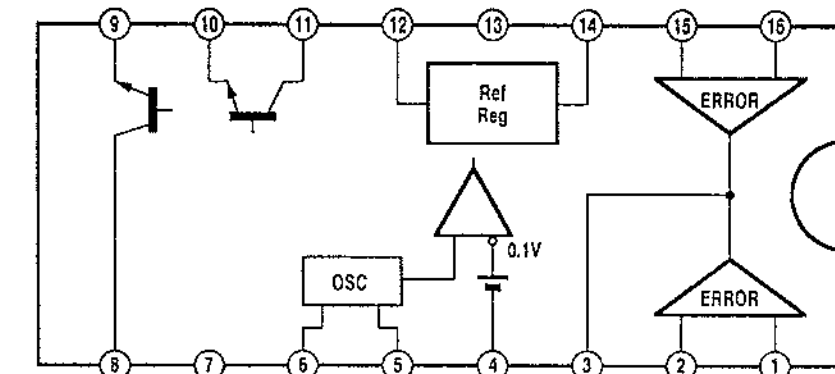 9 10 11 12 13 14 15 16
Ref
Reg
ERROR
0.1V
OSC
ERROR
8 7 6 5 4 3 2 1